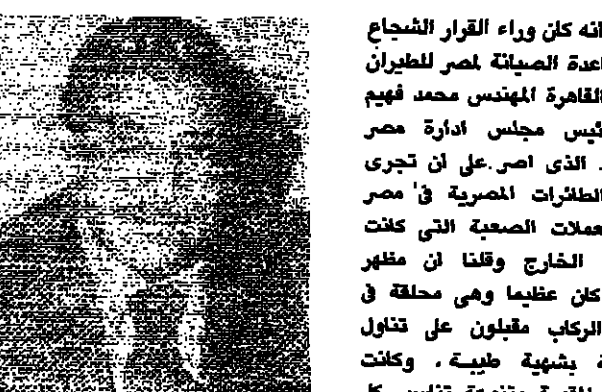 انه كان وراء القرار الشجاع
اعدة الصيانة لمصر للطيران
القاهرة المهندس محمد فهيم
ئيس مجلس ادارة مصر
الذى اصر . على ان تجرى
الطائرات المصرية فى مصر
عملات الصعبة التى كانت
الخارج وقلنا ان مظهر
كان عظيما وهى محلقة فى
الركاب مقبلون على تناول
بشهية طيبة ، وكانت